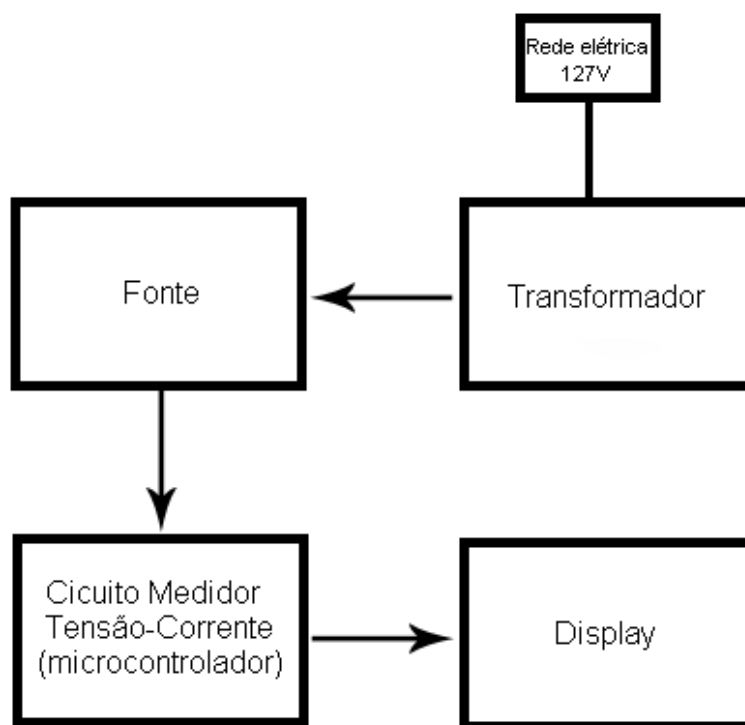 Rede elétrica
127V
Fonte
Transformador
Cicuito Medidor
Tensão-Corrente
(microcontrolador)
Display